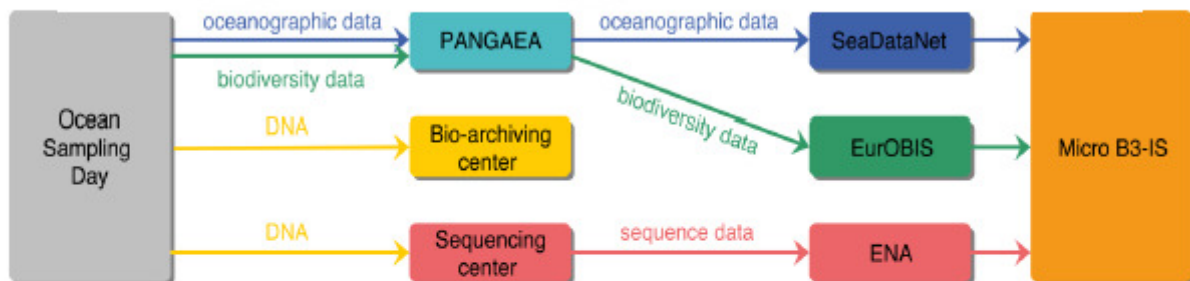 oceanographic data
PANGAEA
oceanographic data
SeaDataNet
biodiversity data
biodiversity data
Ocean
Sampling
Day
DNA
Bio-archiving
center
EurOBIS
Micro B3-IS
DNA
Sequencing
center
sequence data
ENA